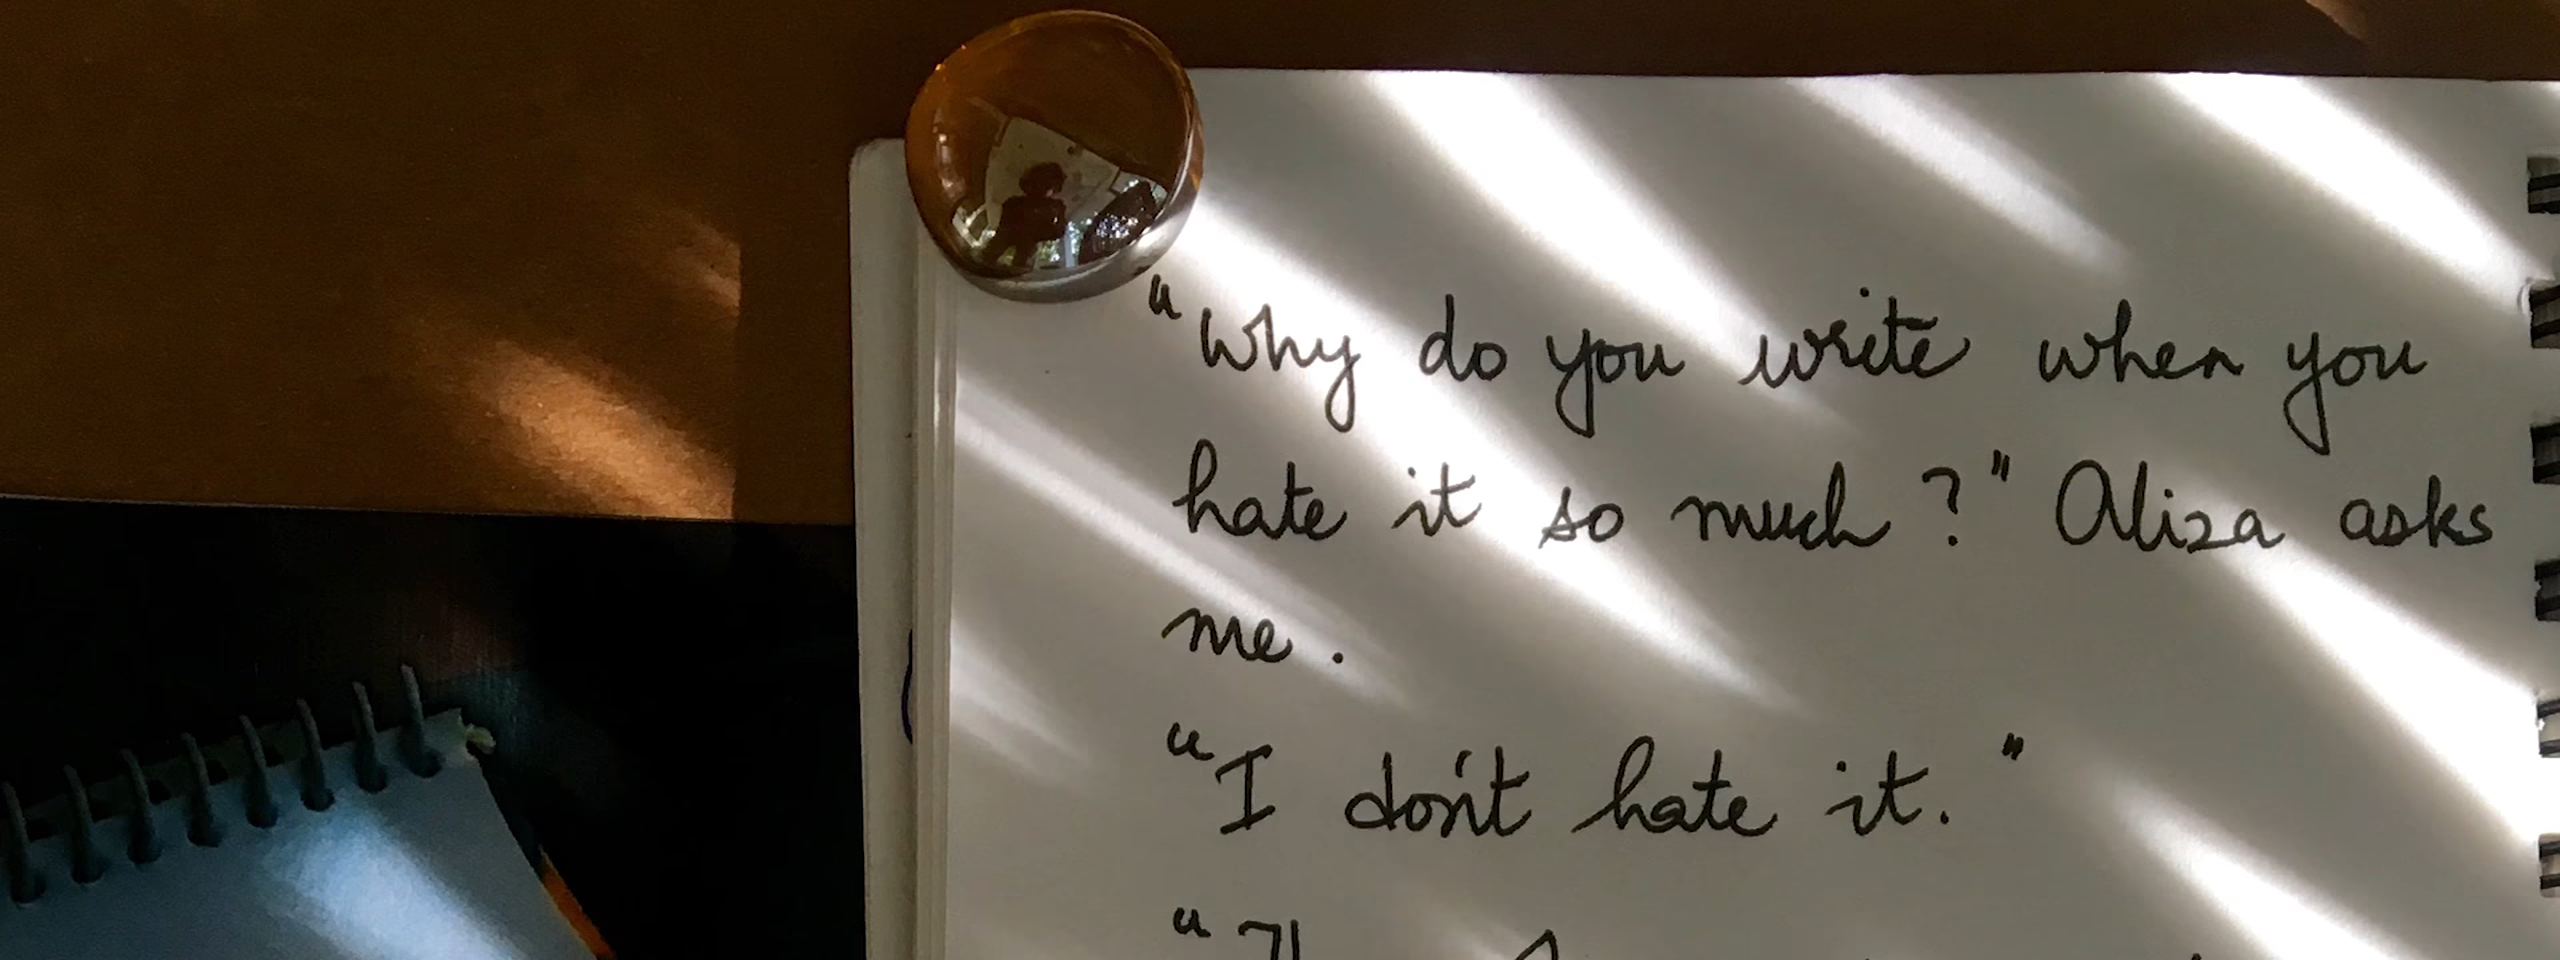 "Why do you write when you
hate it so much?" Aliza asks
me.
"I don't hate it."